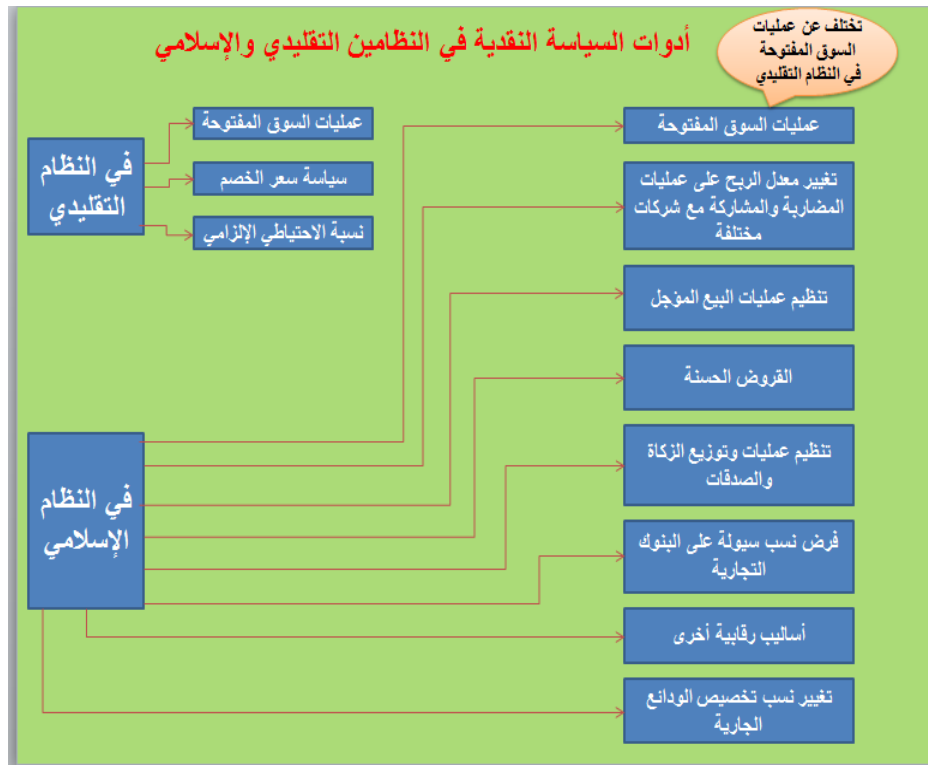 أدوات السياسة النقدية في النظامين التقليدي والإسلامي
تختلف عن عمليات
السوق المفتوحة
في النظام التقليدي
في النظام
التقليدي
عمليات السوق المفتوحة
سياسة سعر الخصم
نسبة الاحتياطي الإلزامي
في النظام
الإسلامي
عمليات السوق المفتوحة
تغيير معدل الربح على عمليات
المضاربة والمشاركة مع شركات
مختلفة
تنظيم عمليات البيع المؤجل
القروض الحسنة
تنظيم عمليات وتوزيع الزكاة
والصدقات
فرض نسب سيولة على البنوك
التجارية
أساليب رقابية أخرى
تغيير نسب تخصيص الودائع
الجارية